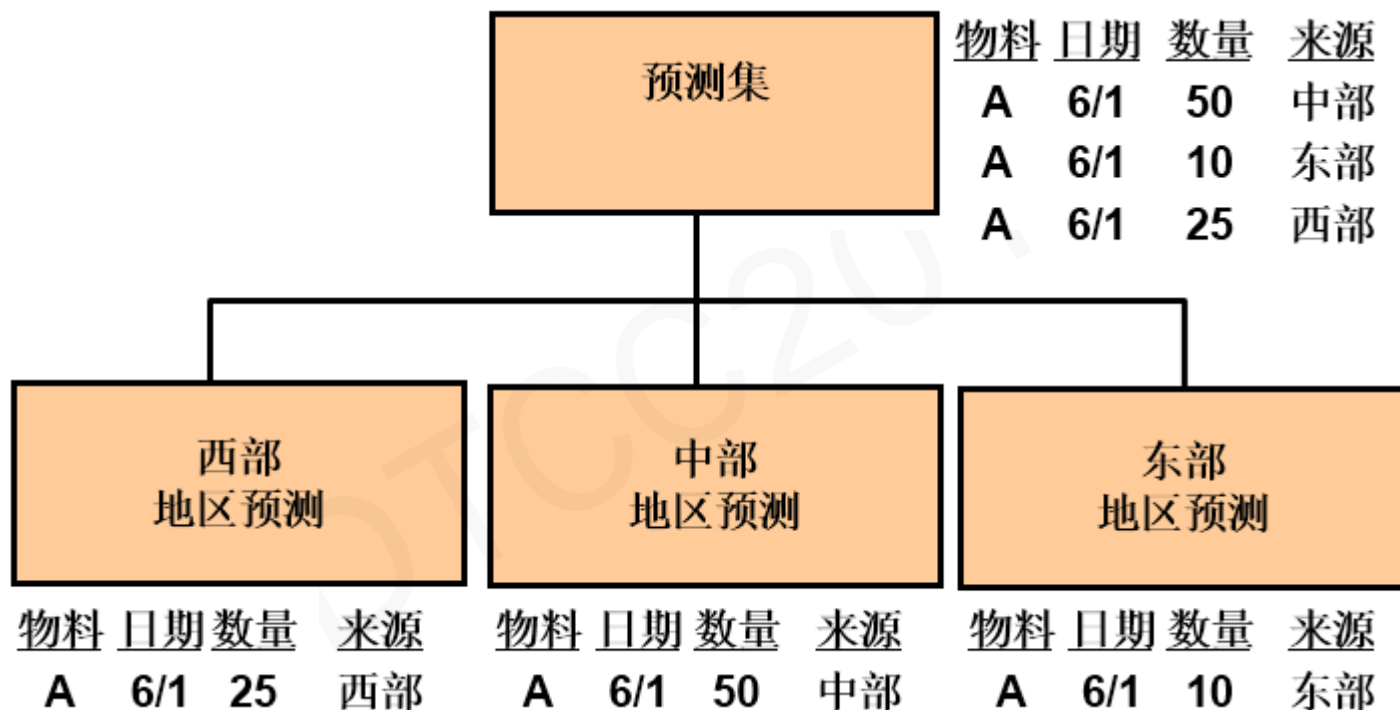 预测集
物料 日期 数量 来源
A 6/1 50 中部
A 6/1 10 东部
A 6/1 25 西部
西部
地区预测
物料 日期 数量 来源
A 6/1 25 西部
中部
地区预测
物料 日期 数量 来源
A 6/1 50 中部
东部
地区预测
物料 日期 数量 来源
A 6/1 10 东部